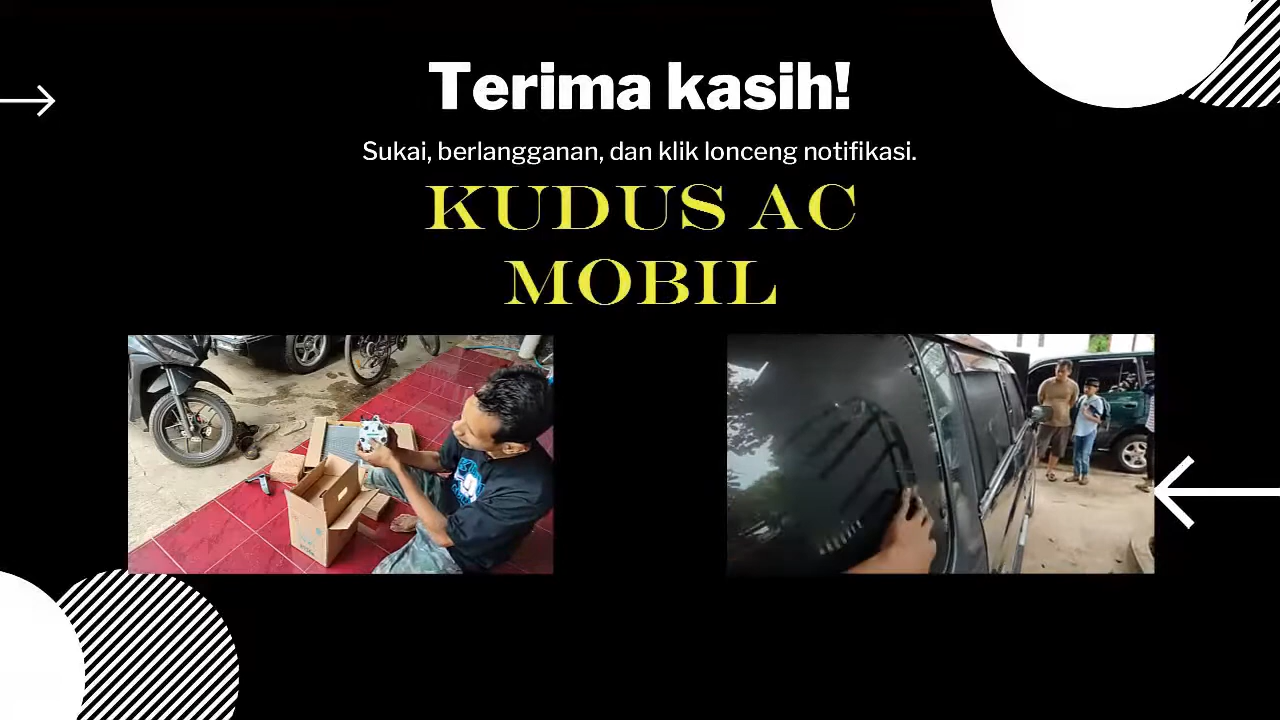 Terima kasih!
Sukai, berlangganan, dan klik lonceng notifikasi.
KUDUS AC
MOBIL